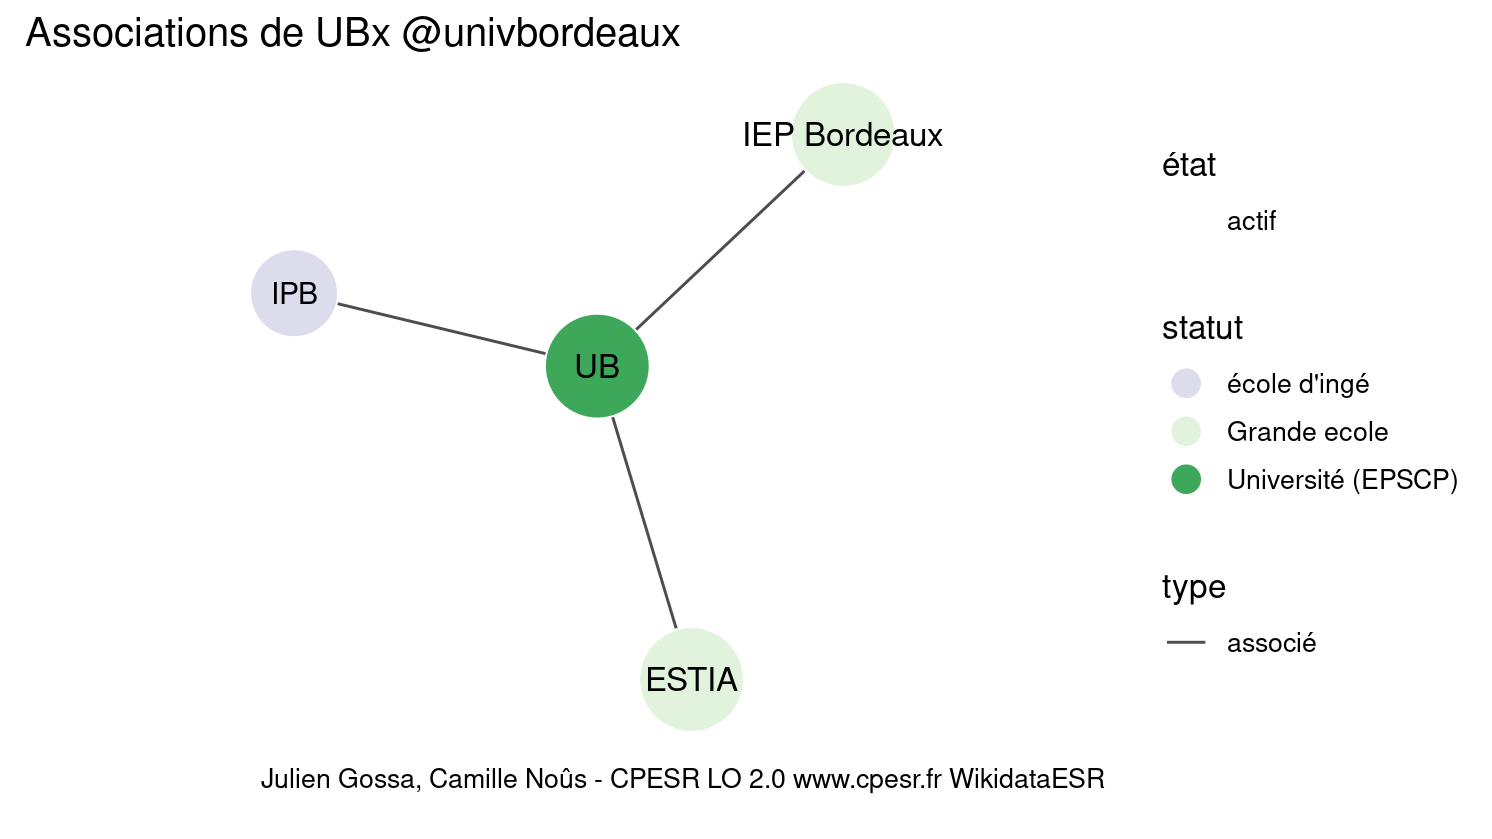 Associations de UBx @univbordeaux
IEP Bordeaux
IPB
UB
ESTIA
état
actif
statut
école d'ingé
Grande ecole
Université (EPSCP)
type
associé
Julien Gossa, Camille Noûs - CPESR LO 2.0 www.cpesr.fr WikidataESR